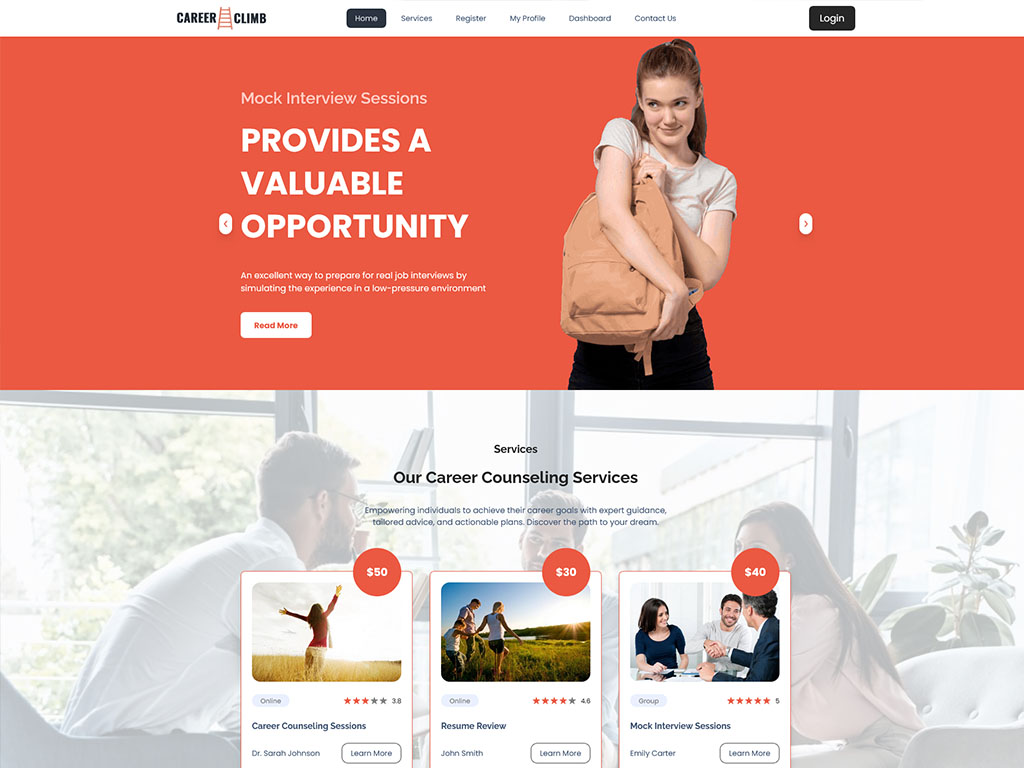 CAREER CLIMB
Home
Services
Register
My Profile
Dashboard
Contact Us
Login
Mock Interview Sessions
PROVIDES A
VALUABLE
OPPORTUNITY
An excellent way to prepare for real job interviews by
simulating the experience in a low-pressure environment
Read More
Services
Our Career Counseling Services
Empowering individuals to achieve their career goals with expert guidance,
tailored advice, and actionable plans. Discover the path to your dream.
$50
Online
3.8
Career Counseling Sessions
Dr. Sarah Johnson
Learn More
$30
Online
4.6
Resume Review
John Smith
Learn More
$40
Group
5
Mock Interview Sessions
Emily Carter
Learn More